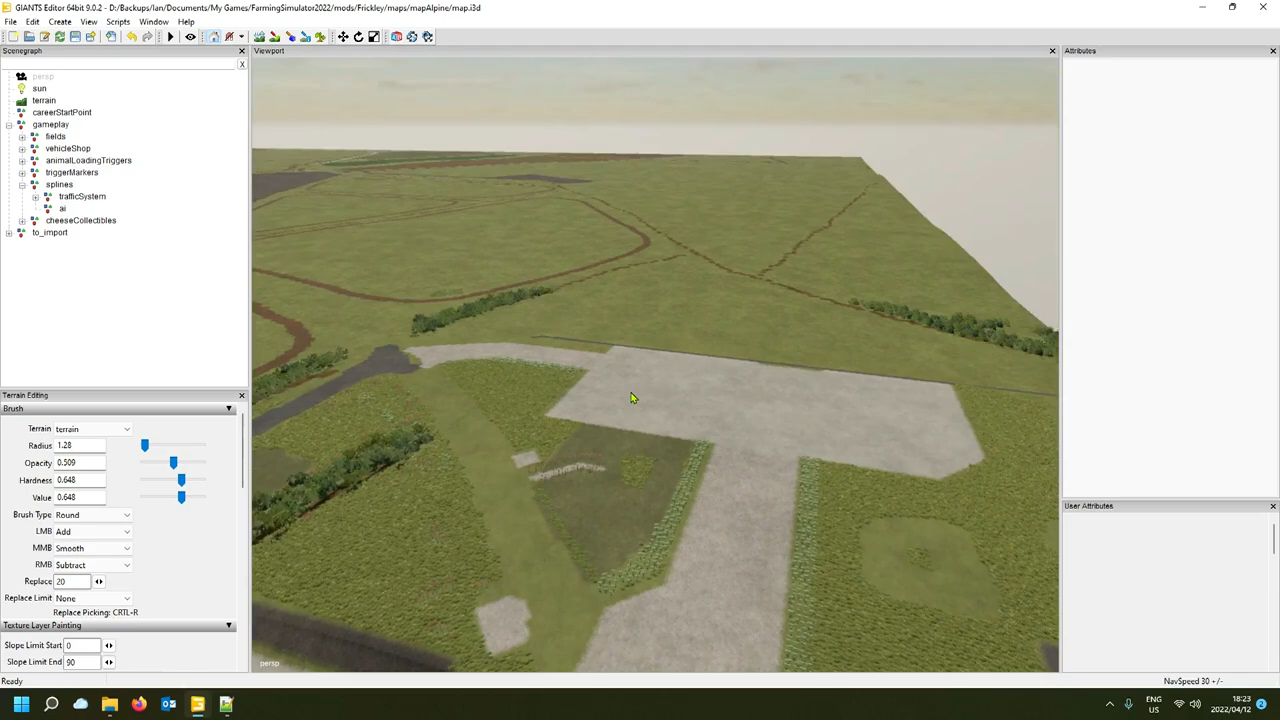 GIANTS Editor 64bit v9.0.2 - D:/Backups/Ian/Documents/My Games/FarmingSimulator2022/mods/Frickley/maps/mapAlpine/map.i3d
File Edit Create View Scripts Window Help
Scenegraph
X
persp
sun
terrain
careerStartPoint
gameplay
fields
vehicleShop
animalLoadingTriggers
triggerMarkers
splines
trafficSystem
ai
cheeseCollectibles
to_import
Terrain Editing
Brush
Terrain terrain
Radius 1.28
Opacity 0.509
Hardness 0.648
Value 0.648
Brush Type Round
LMB Add
MMB Smooth
RMB Subtract
Replace 20
Replace Limit None
Replace Picking: CRTL-R
Texture Layer Painting
Slope Limit Start 0
Slope Limit End 90
Ready
Viewport
persp
Attributes
User Attributes
NavSpeed 30 +/-
ENG
US
18:23
2022/04/12
2